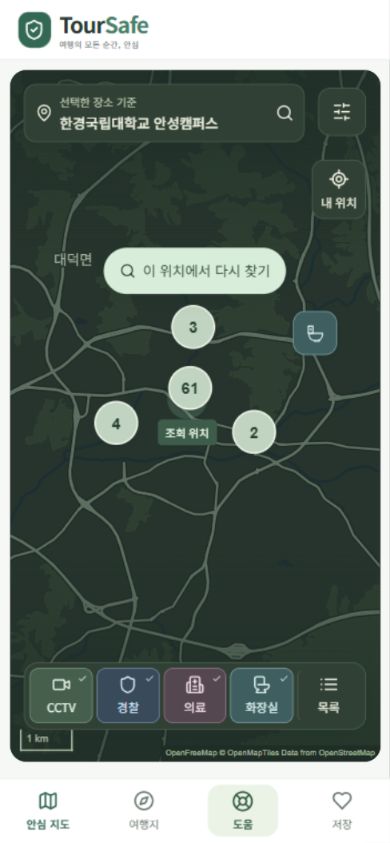 TourSafe
여행의 모든 순간, 안심
선택한 장소 기준
한경국립대학교 안성캠퍼스
내 위치
대덕면
이 위치에서 다시 찾기
3
61
4
조회 위치
2
CCTV
경찰
의료
화장실
목록
1 km
OpenFreeMap © OpenMapTiles Data from OpenStreetMap
안심 지도
여행지
도움
저장